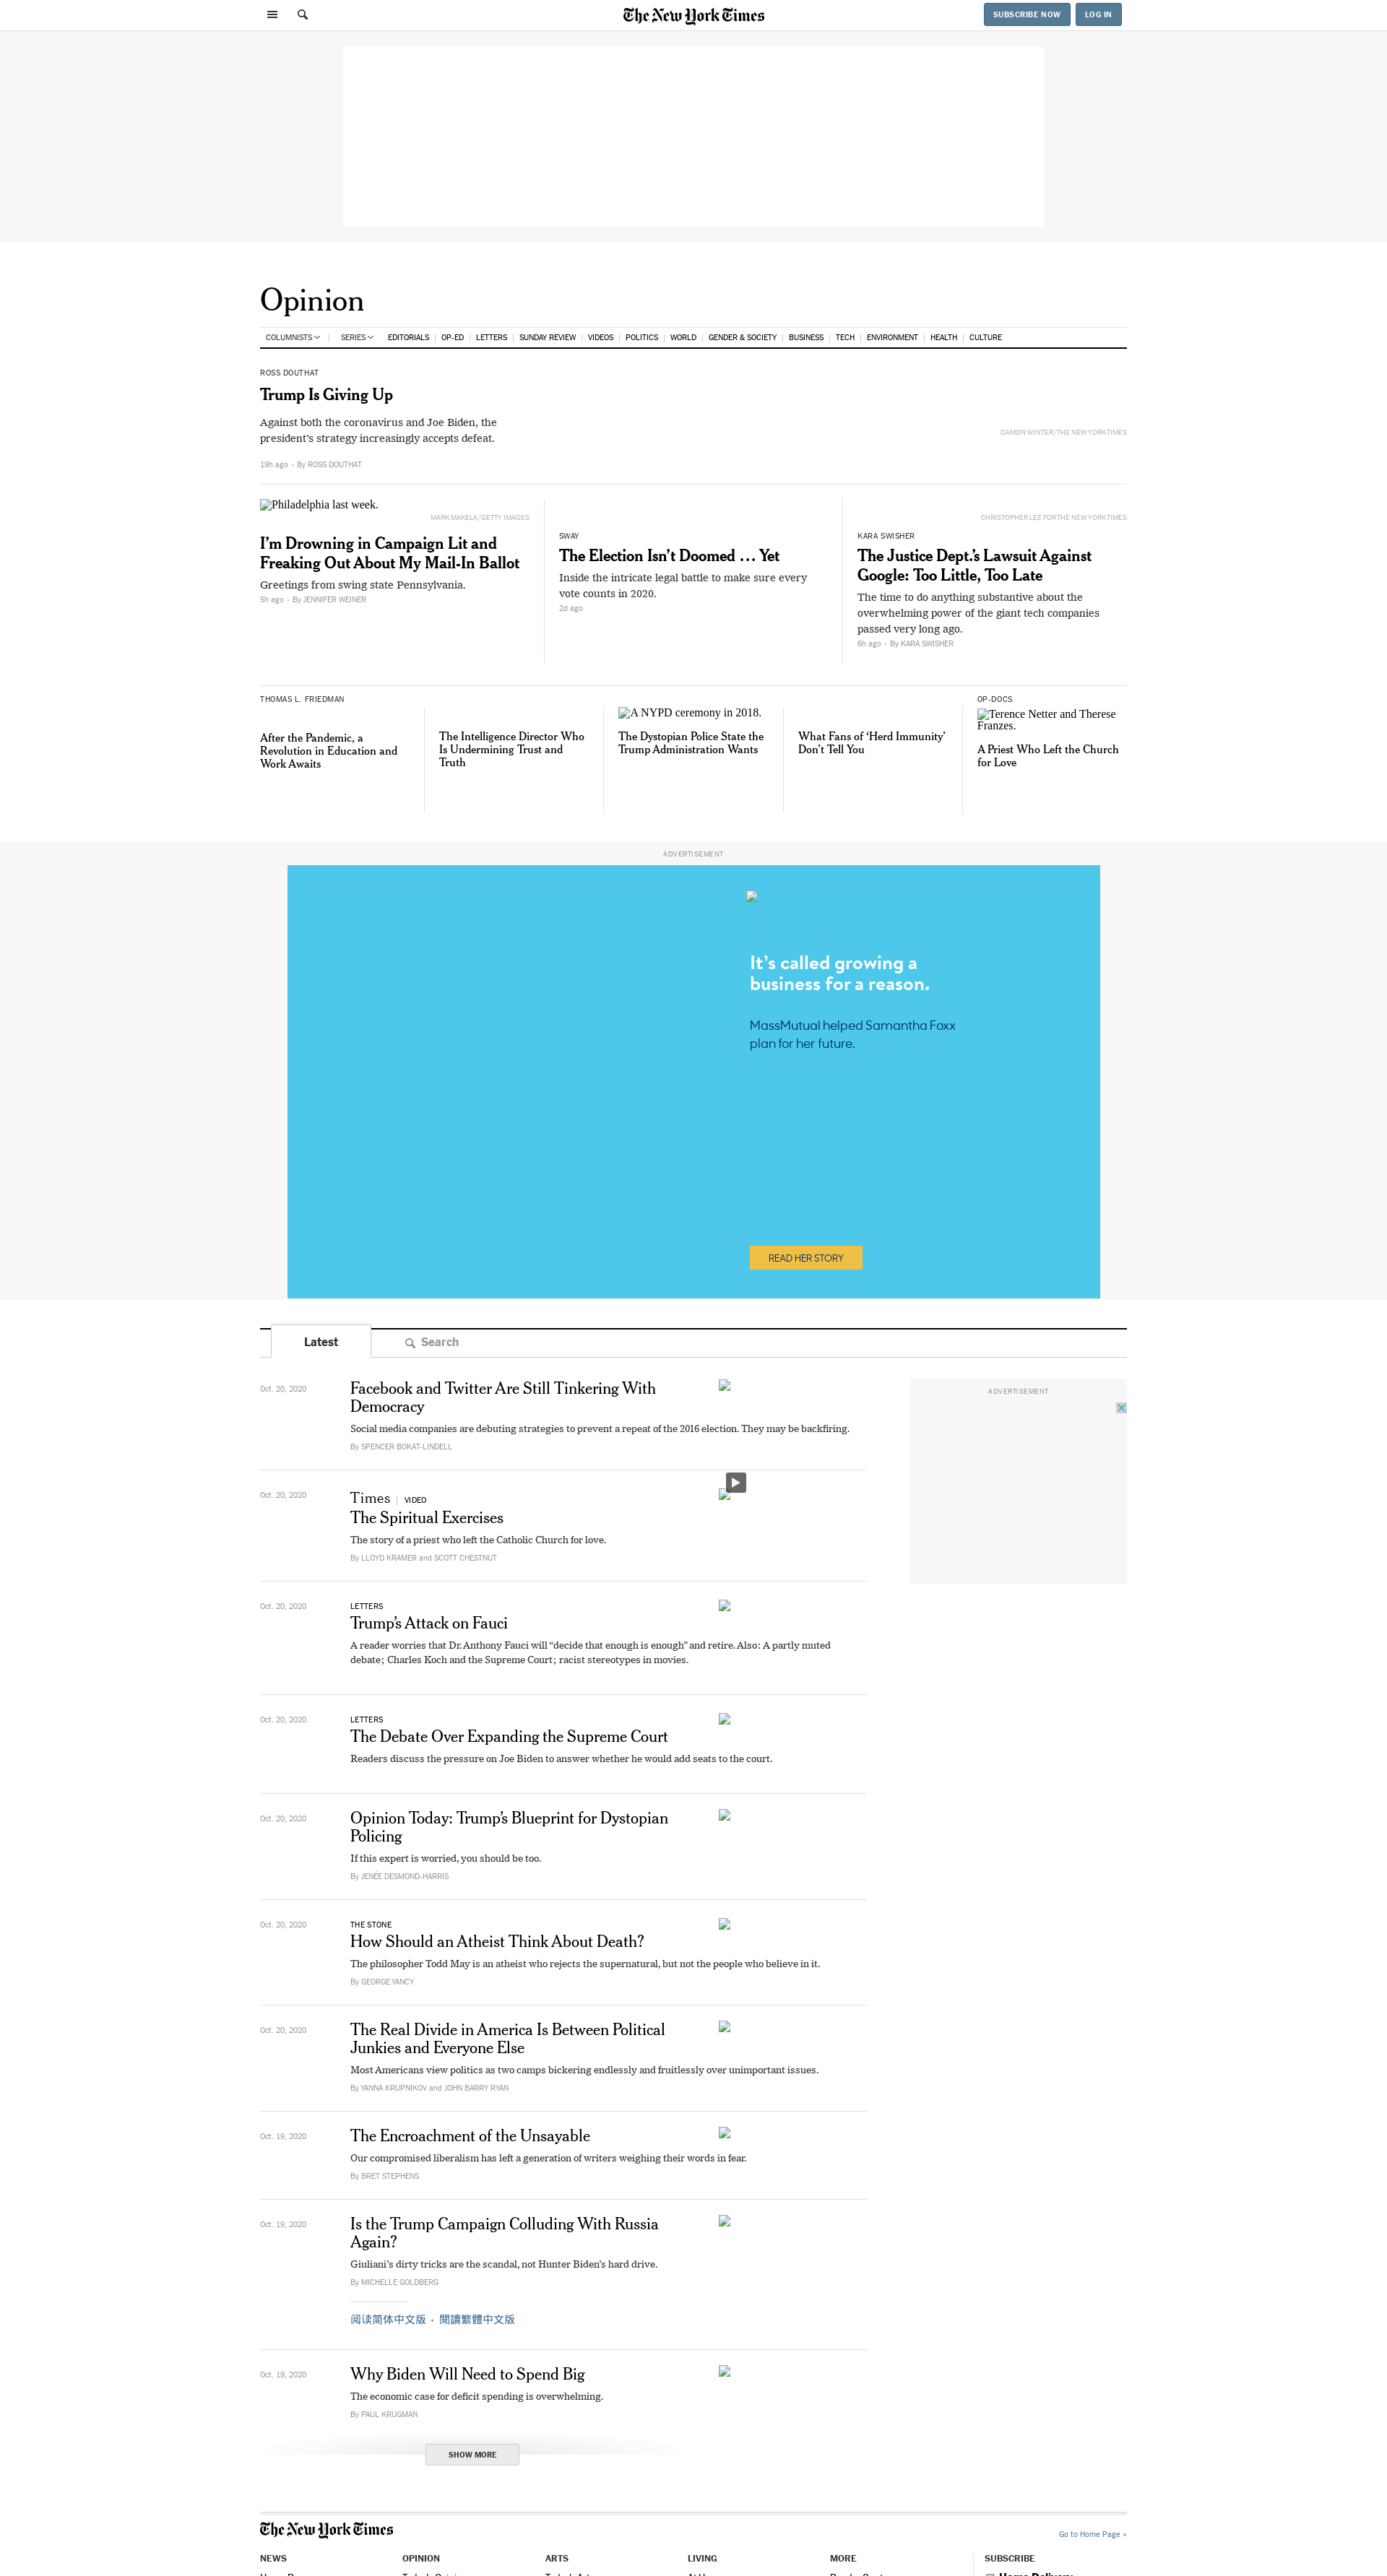 The New York Times
SUBSCRIBE NOW
LOG IN
Opinion
COLUMNISTS
SERIES
EDITORIALS
OP-ED
LETTERS
SUNDAY REVIEW
VIDEOS
POLITICS
WORLD
GENDER & SOCIETY
BUSINESS
TECH
ENVIRONMENT
HEALTH
CULTURE
ROSS DOUTHAT
Trump Is Giving Up
Against both the coronavirus and Joe Biden, the
president’s strategy increasingly accepts defeat.
19h ago • By ROSS DOUTHAT
DAMON WINTER/THE NEW YORK TIMES
Philadelphia last week.
MARK MAKELA/GETTY IMAGES
I’m Drowning in Campaign Lit and
Freaking Out About My Mail-In Ballot
Greetings from swing state Pennsylvania.
5h ago • By JENNIFER WEINER
SWAY
The Election Isn’t Doomed … Yet
Inside the intricate legal battle to make sure every
vote counts in 2020.
2d ago
CHRISTOPHER LEE FOR THE NEW YORK TIMES
KARA SWISHER
The Justice Dept.’s Lawsuit Against
Google: Too Little, Too Late
The time to do anything substantive about the
overwhelming power of the giant tech companies
passed very long ago.
6h ago • By KARA SWISHER
THOMAS L. FRIEDMAN
After the Pandemic, a
Revolution in Education and
Work Awaits
The Intelligence Director Who
Is Undermining Trust and
Truth
A NYPD ceremony in 2018.
The Dystopian Police State the
Trump Administration Wants
What Fans of ‘Herd Immunity’
Don’t Tell You
OP-DOCS
Terence Netter and Therese
Franzes.
A Priest Who Left the Church
for Love
ADVERTISEMENT
It’s called growing a
business for a reason.
MassMutual helped Samantha Foxx
plan for her future.
READ HER STORY
Latest
Search
ADVERTISEMENT
Oct. 20, 2020
Facebook and Twitter Are Still Tinkering With
Democracy
Social media companies are debuting strategies to prevent a repeat of the 2016 election. They may be backfiring.
By SPENCER BOKAT-LINDELL
Oct. 20, 2020
Times | VIDEO
The Spiritual Exercises
The story of a priest who left the Catholic Church for love.
By LLOYD KRAMER and SCOTT CHESTNUT
Oct. 20, 2020
LETTERS
Trump’s Attack on Fauci
A reader worries that Dr. Anthony Fauci will “decide that enough is enough” and retire. Also: A partly muted
debate; Charles Koch and the Supreme Court; racist stereotypes in movies.
Oct. 20, 2020
LETTERS
The Debate Over Expanding the Supreme Court
Readers discuss the pressure on Joe Biden to answer whether he would add seats to the court.
Oct. 20, 2020
Opinion Today: Trump’s Blueprint for Dystopian
Policing
If this expert is worried, you should be too.
By JENÉE DESMOND-HARRIS
Oct. 20, 2020
THE STONE
How Should an Atheist Think About Death?
The philosopher Todd May is an atheist who rejects the supernatural, but not the people who believe in it.
By GEORGE YANCY
Oct. 20, 2020
The Real Divide in America Is Between Political
Junkies and Everyone Else
Most Americans view politics as two camps bickering endlessly and fruitlessly over unimportant issues.
By YANNA KRUPNIKOV and JOHN BARRY RYAN
Oct. 19, 2020
The Encroachment of the Unsayable
Our compromised liberalism has left a generation of writers weighing their words in fear.
By BRET STEPHENS
Oct. 19, 2020
Is the Trump Campaign Colluding With Russia
Again?
Giuliani’s dirty tricks are the scandal, not Hunter Biden’s hard drive.
By MICHELLE GOLDBERG
阅读简体中文版 • 閱讀繁體中文版
Oct. 19, 2020
Why Biden Will Need to Spend Big
The economic case for deficit spending is overwhelming.
By PAUL KRUGMAN
SHOW MORE
The New York Times
Go to Home Page »
NEWS
OPINION
ARTS
LIVING
MORE
SUBSCRIBE